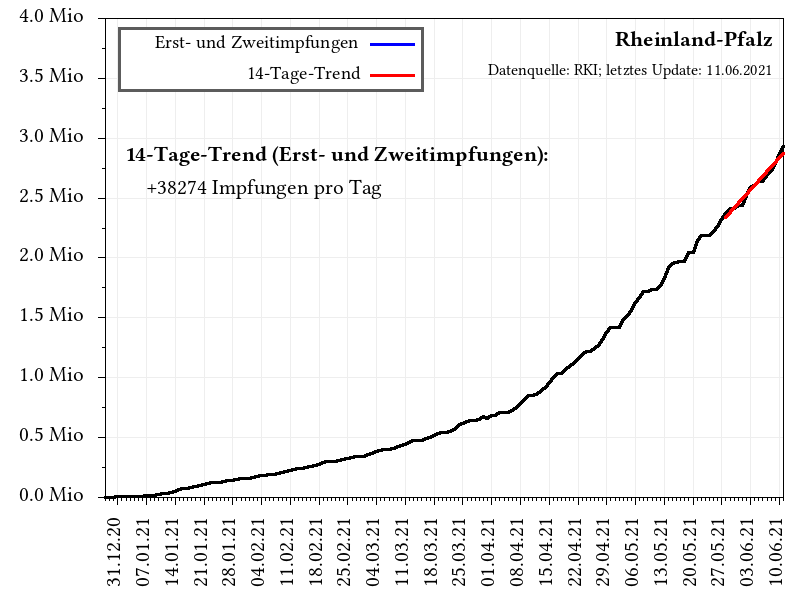 4.0 Mio
3.5 Mio
3.0 Mio
2.5 Mio
2.0 Mio
1.5 Mio
1.0 Mio
0.5 Mio
0.0 Mio
Erst- und Zweitimpfungen
14-Tage-Trend
Rheinland-Pfalz
Datenquelle: RKI; letztes Update: 11.06.2021
14-Tage-Trend (Erst- und Zweitimpfungen):
+38274 Impfungen pro Tag
31.12.20
07.01.21
14.01.21
21.01.21
28.01.21
04.02.21
11.02.21
18.02.21
25.02.21
04.03.21
11.03.21
18.03.21
25.03.21
01.04.21
08.04.21
15.04.21
22.04.21
29.04.21
06.05.21
13.05.21
20.05.21
27.05.21
03.06.21
10.06.21